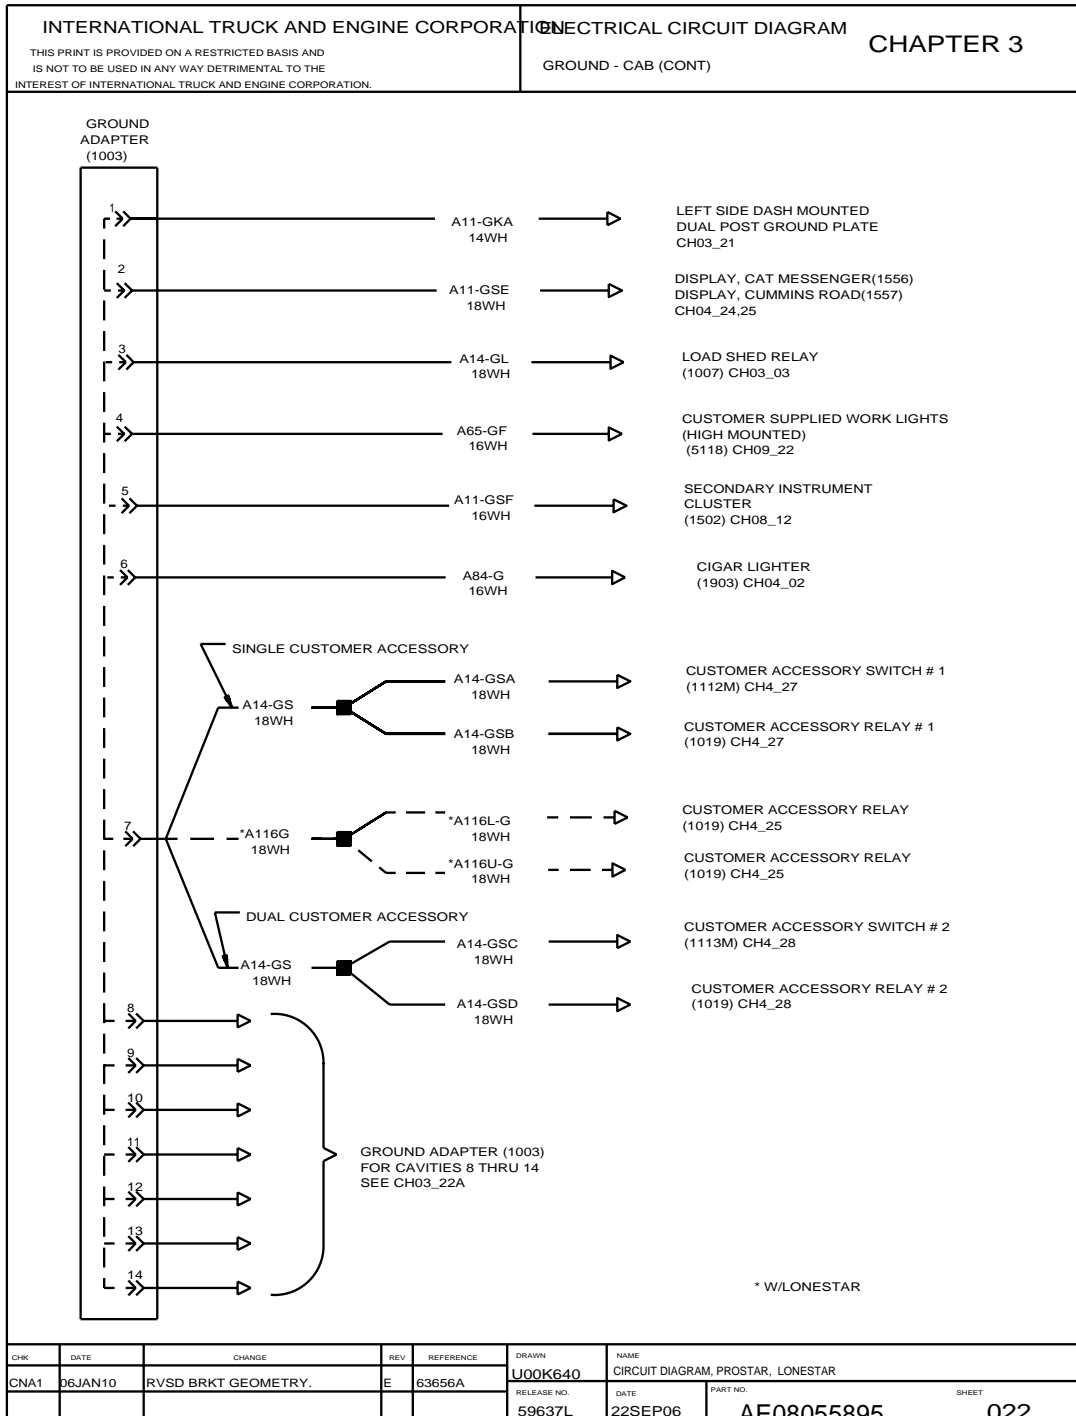 INTERNATIONAL TRUCK AND ENGINE CORPORATION
THIS PRINT IS PROVIDED ON A RESTRICTED BASIS AND
IS NOT TO BE USED IN ANY WAY DETRIMENTAL TO THE
INTEREST OF INTERNATIONAL TRUCK AND ENGINE CORPORATION.
ELECTRICAL CIRCUIT DIAGRAM
GROUND - CAB (CONT)
CHAPTER 3
GROUND
ADAPTER
(1003)
1
A11-GKA
14WH
LEFT SIDE DASH MOUNTED
DUAL POST GROUND PLATE
CH03_21
2
A11-GSE
18WH
DISPLAY, CAT MESSENGER(1556)
DISPLAY, CUMMINS ROAD(1557)
CH04_24,25
3
A14-GL
18WH
LOAD SHED RELAY
(1007) CH03_03
4
A65-GF
16WH
CUSTOMER SUPPLIED WORK LIGHTS
(HIGH MOUNTED)
(5118) CH09_22
5
A11-GSF
16WH
SECONDARY INSTRUMENT
CLUSTER
(1502) CH08_12
6
A84-G
16WH
CIGAR LIGHTER
(1903) CH04_02
SINGLE CUSTOMER ACCESSORY
A14-GS
18WH
A14-GSA
18WH
CUSTOMER ACCESSORY SWITCH # 1
(1112M) CH4_27
A14-GSB
18WH
CUSTOMER ACCESSORY RELAY # 1
(1019) CH4_27
7
*A116G
18WH
*A116L-G
18WH
CUSTOMER ACCESSORY RELAY
(1019) CH4_25
*A116U-G
18WH
CUSTOMER ACCESSORY RELAY
(1019) CH4_25
DUAL CUSTOMER ACCESSORY
A14-GS
18WH
A14-GSC
18WH
CUSTOMER ACCESSORY SWITCH # 2
(1113M) CH4_28
A14-GSD
18WH
CUSTOMER ACCESSORY RELAY # 2
(1019) CH4_28
8
9
10
11
12
13
14
GROUND ADAPTER (1003)
FOR CAVITIES 8 THRU 14
SEE CH03_22A
* W/LONESTAR
CHK DATE CHANGE REV REFERENCE
CNA1 06JAN10 RVSD BRKT GEOMETRY. E 63656A
DRAWN
U00K640
NAME
CIRCUIT DIAGRAM, PROSTAR, LONESTAR
RELEASE NO.
59637L
DATE
22SEP06
PART NO.
AE08055895
SHEET
022